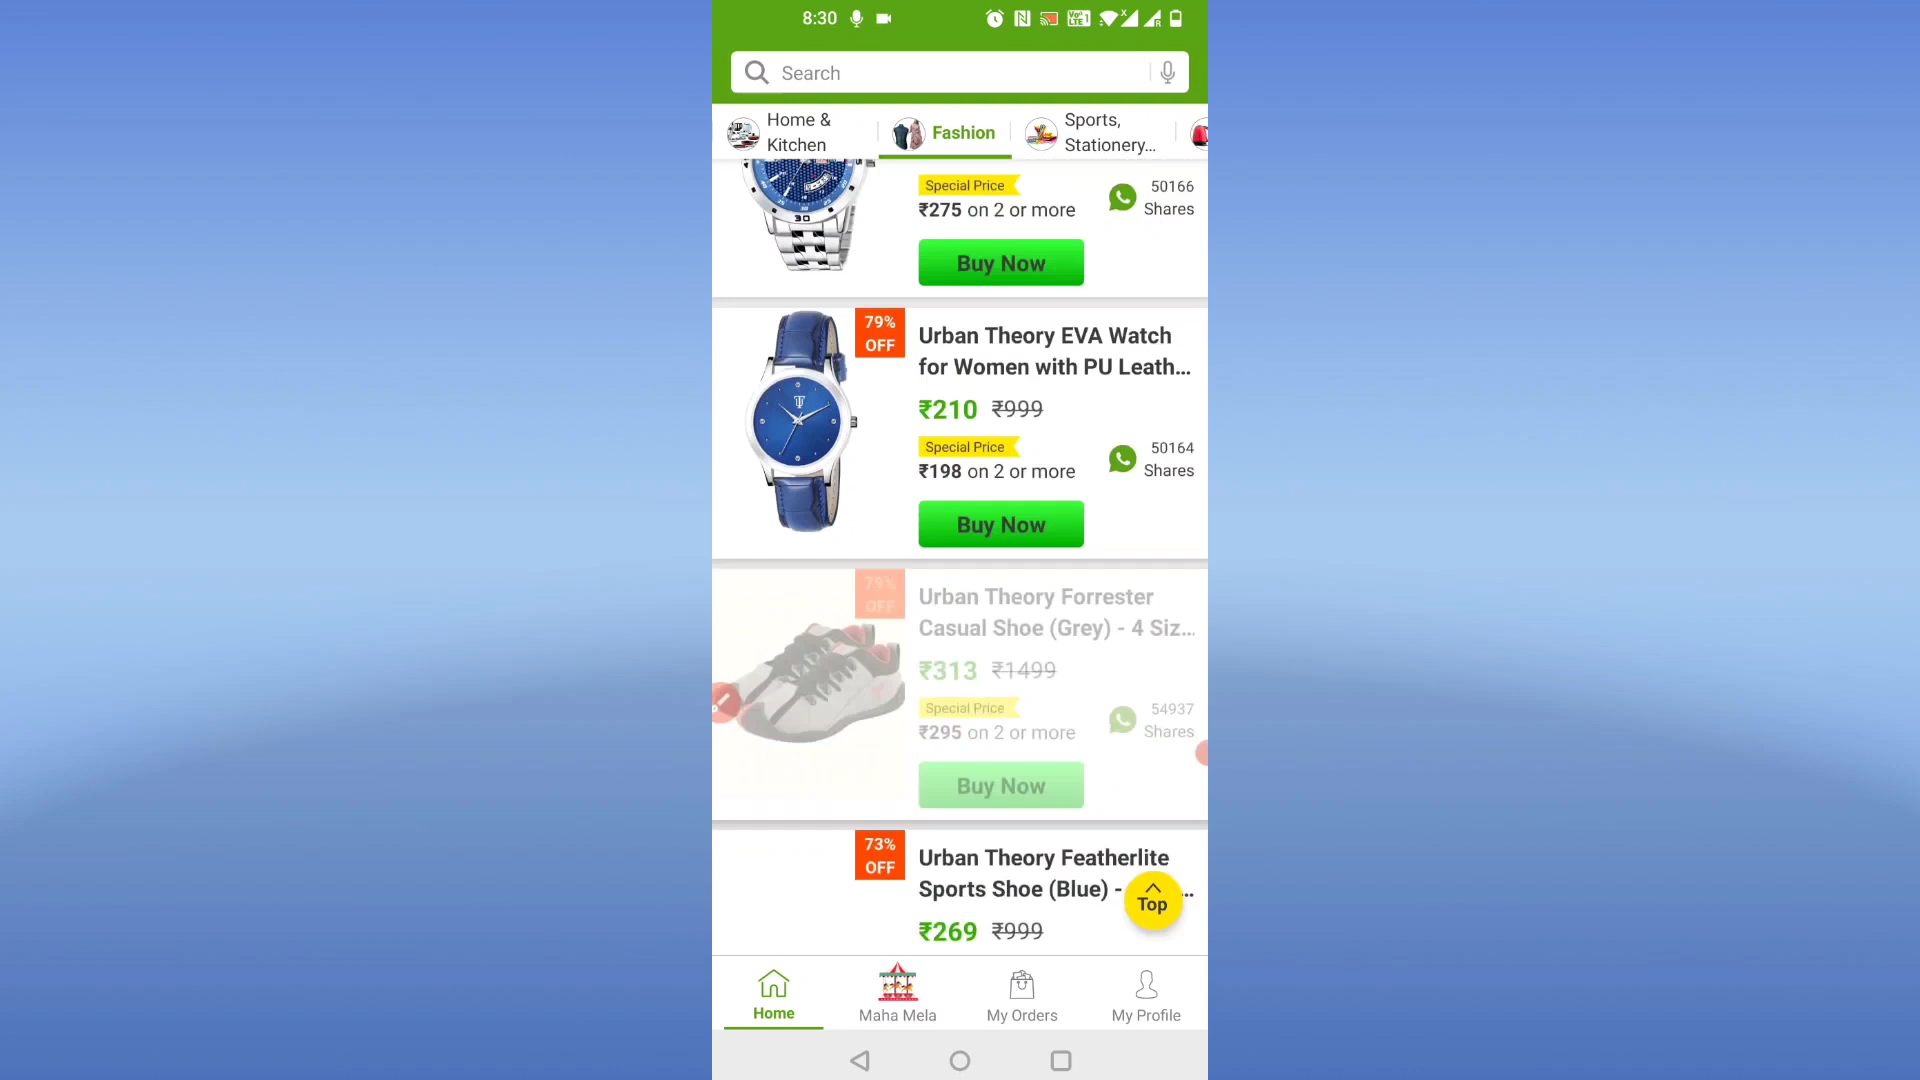 8:30
Search
Home &
Kitchen
Fashion
Sports,
Stationery...
30
Special Price
₹275 on 2 or more
50166
Shares
Buy Now
79%
OFF
Urban Theory EVA Watch
for Women with PU Leath...
₹210 ₹999
Special Price
₹198 on 2 or more
50164
Shares
Buy Now
79%
OFF
Urban Theory Forrester
Casual Shoe (Grey) - 4 Siz...
₹313 ₹1499
Special Price
₹295 on 2 or more
54937
Shares
Buy Now
73%
OFF
Urban Theory Featherlite
Sports Shoe (Blue) - ...
₹269 ₹999
Top
Home
Maha Mela
My Orders
My Profile